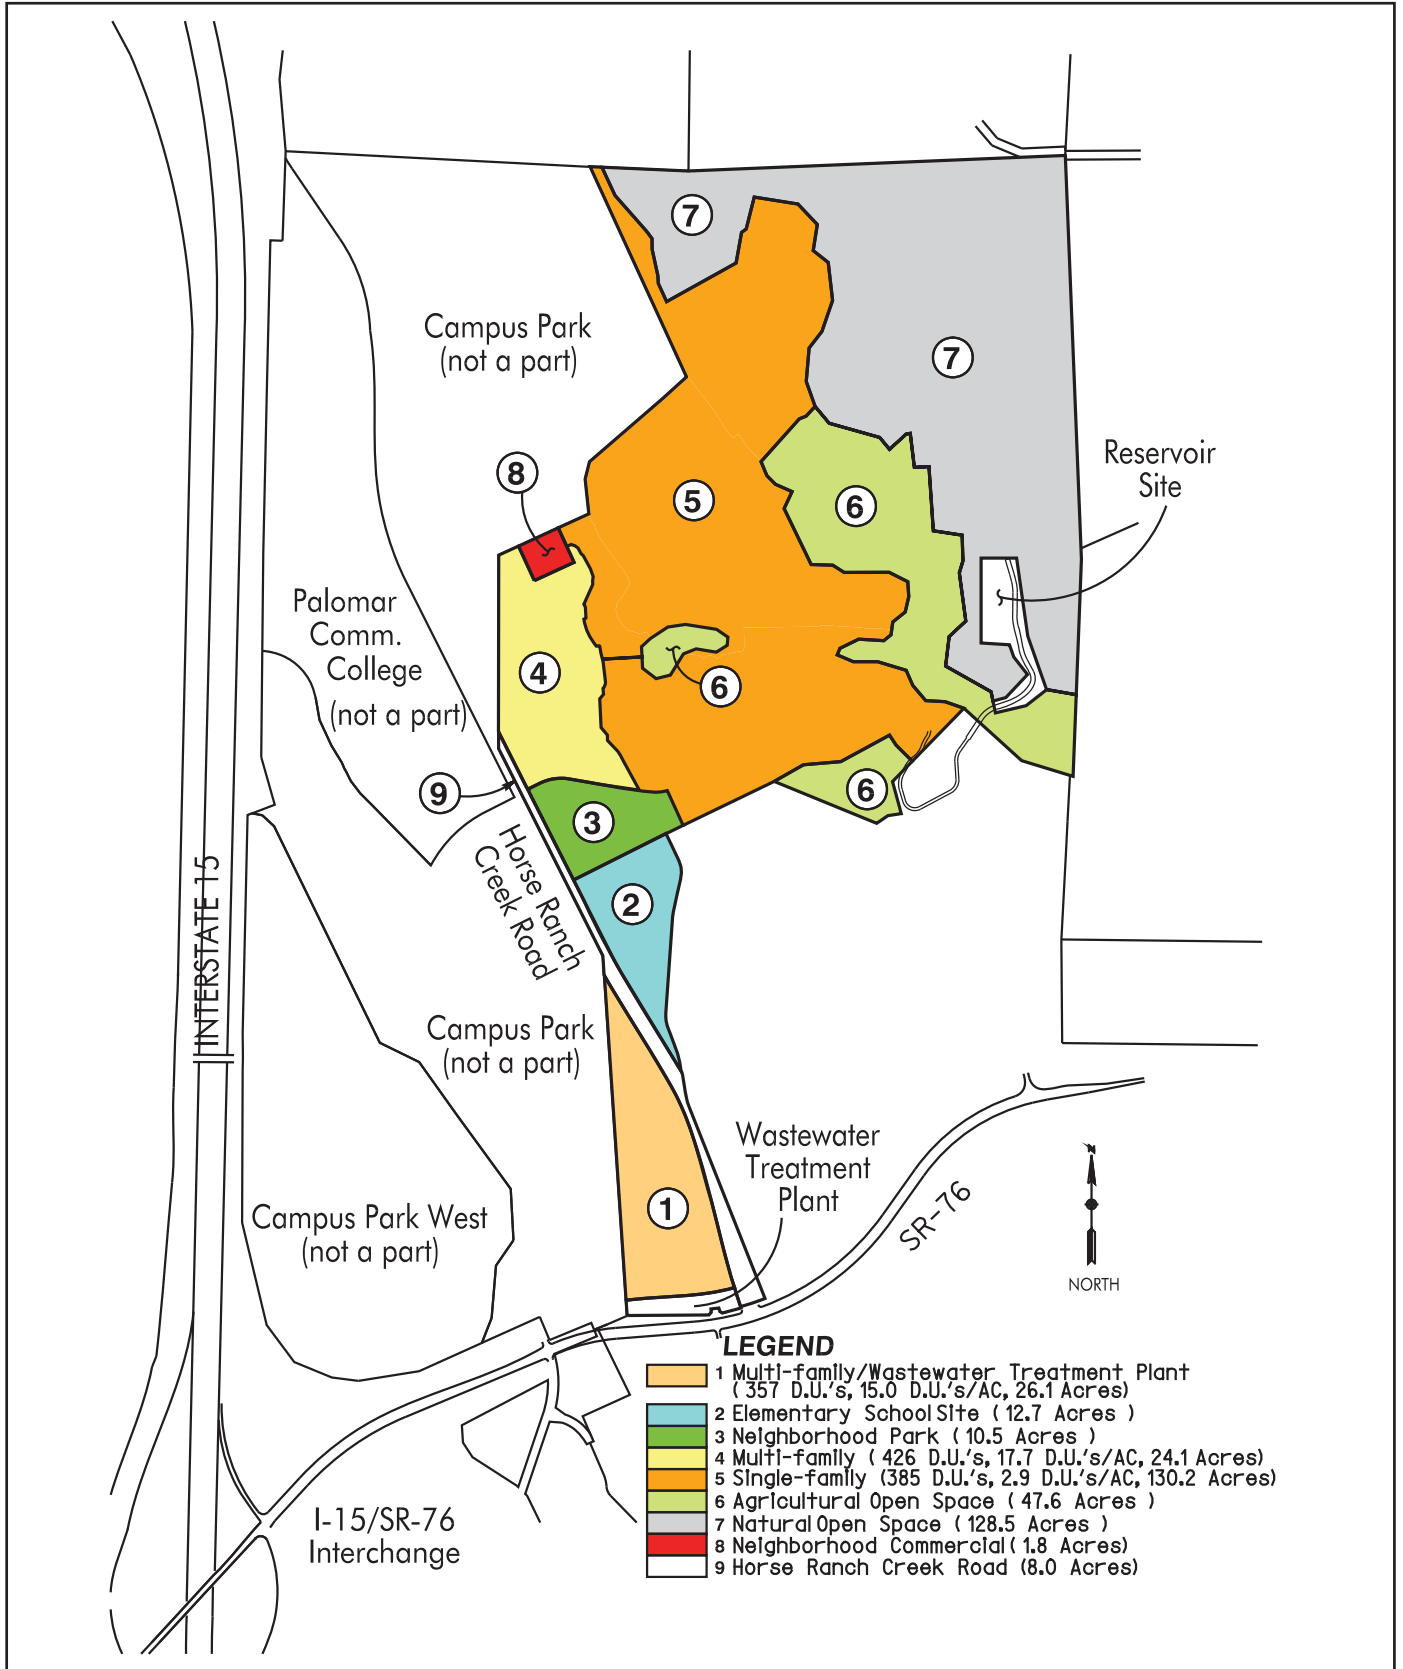 7
Campus Park
(not a part)
7
Reservoir
Site
8
5
6
Palomar
Comm.
College
(not a part)
4
6
9
6
3
Horse Ranch
Creek Road
2
INTERSTATE 15
Campus Park
(not a part)
Wastewater
Treatment
Plant
1
SR-76
Campus Park West
(not a part)
N
NORTH
LEGEND
1 Multi-family/Wastewater Treatment Plant
(357 D.U.'s, 15.0 D.U.'s/AC, 26.1 Acres)
2 Elementary School Site (12.7 Acres )
3 Neighborhood Park (10.5 Acres )
4 Multi-family (426 D.U.'s, 17.7 D.U.'s/AC, 24.1 Acres)
5 Single-family (385 D.U.'s, 2.9 D.U.'s/AC, 130.2 Acres)
6 Agricultural Open Space (47.6 Acres )
7 Natural Open Space (128.5 Acres )
8 Neighborhood Commercial (1.8 Acres)
9 Horse Ranch Creek Road (8.0 Acres)
I-15/SR-76
Interchange